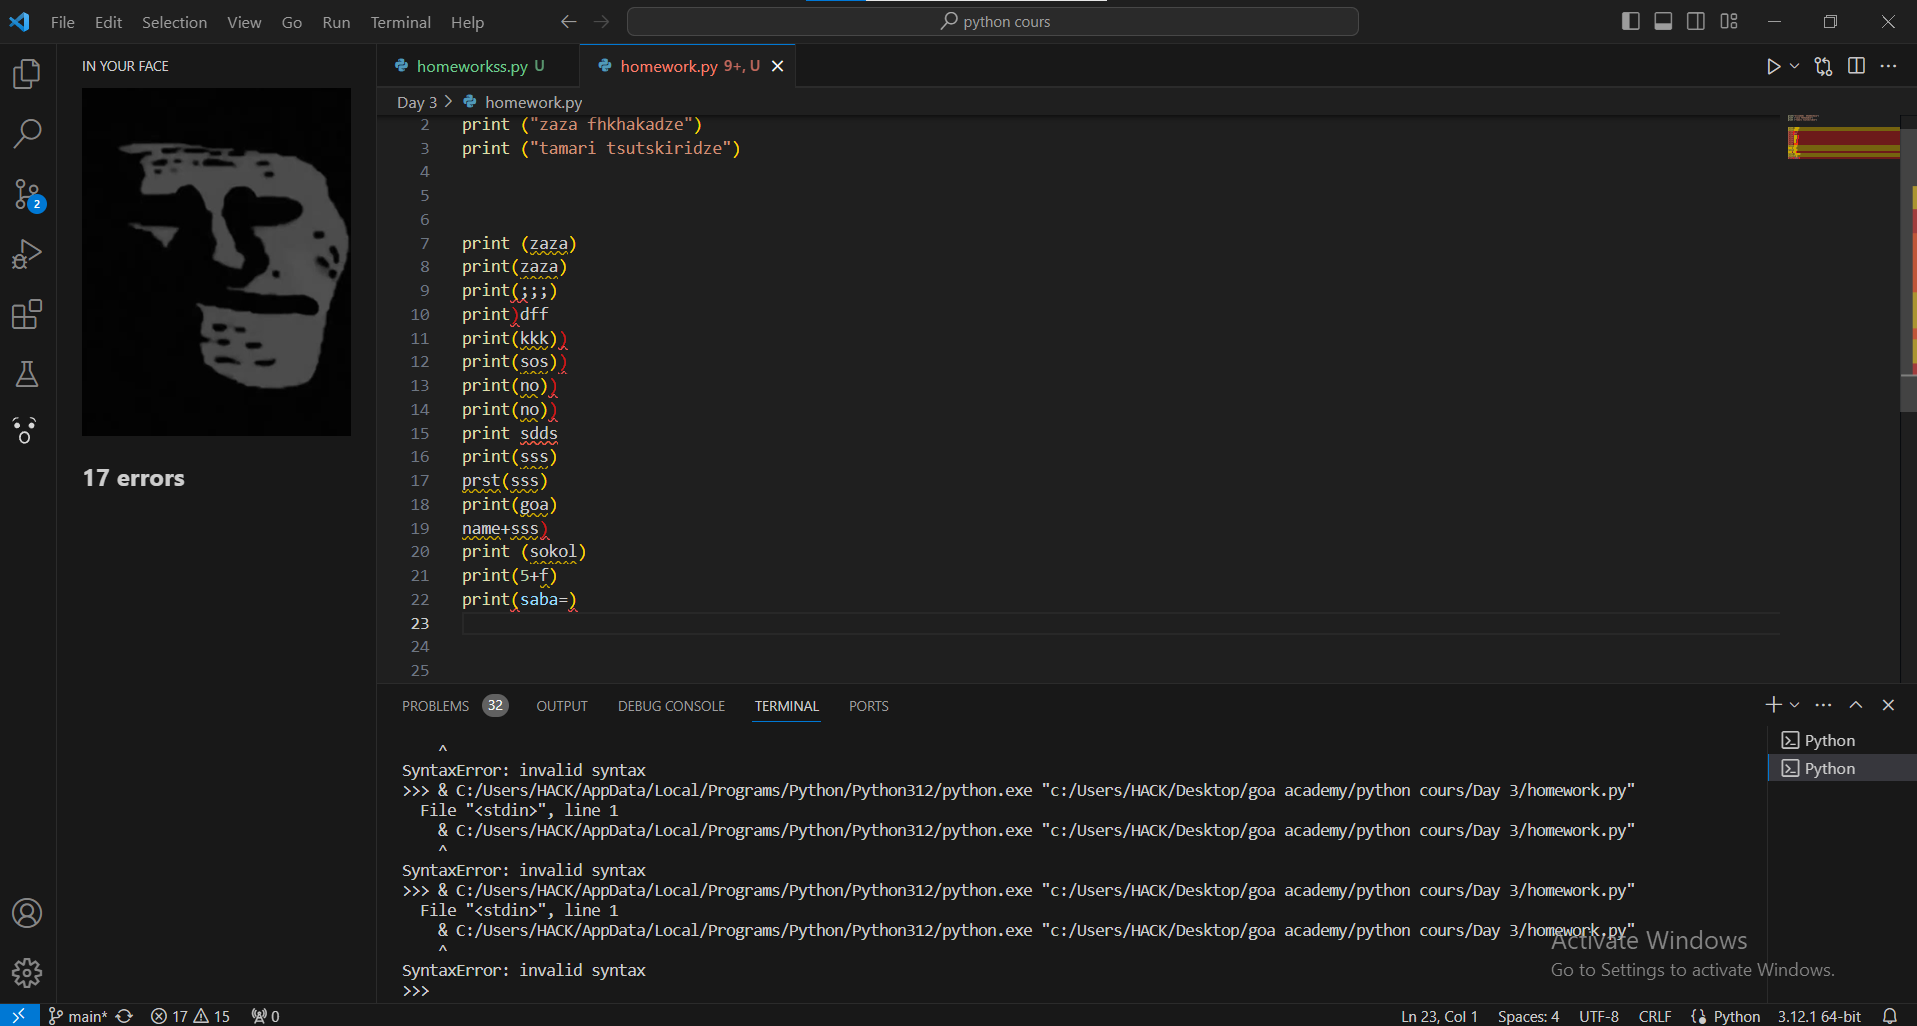 File Edit Selection View Go Run Terminal Help
python cours
IN YOUR FACE
homeworkss.py U
homework.py 9+, U
Day 3 > homework.py
17 errors
2 print ("zaza fhkhakadze")
3 print ("tamari tsutskiridze")
4
5
6
7 print (zaza)
8 print(zaza)
9 print(;;;)
10 print)dff
11 print(kkk))
12 print(sos))
13 print(no))
14 print(no))
15 print sdds
16 print(sss)
17 prst(sss)
18 print(goa)
19 name+sss)
20 print (sokol)
21 print(5+f)
22 print(saba=)
23
24
25
2
PROBLEMS 32 OUTPUT DEBUG CONSOLE TERMINAL PORTS
^
SyntaxError: invalid syntax
>>> & C:/Users/HACK/AppData/Local/Programs/Python/Python312/python.exe "c:/Users/HACK/Desktop/goa academy/python cours/Day 3/homework.py"
File "<stdin>", line 1
& C:/Users/HACK/AppData/Local/Programs/Python/Python312/python.exe "c:/Users/HACK/Desktop/goa academy/python cours/Day 3/homework.py"
^
SyntaxError: invalid syntax
>>> & C:/Users/HACK/AppData/Local/Programs/Python/Python312/python.exe "c:/Users/HACK/Desktop/goa academy/python cours/Day 3/homework.py"
File "<stdin>", line 1
& C:/Users/HACK/AppData/Local/Programs/Python/Python312/python.exe "c:/Users/HACK/Desktop/goa academy/python cours/Day 3/homework.py"
^
SyntaxError: invalid syntax
>>>
Python
Python
Activate Windows
Go to Settings to activate Windows.
main* 17 15 0
Ln 23, Col 1 Spaces: 4 UTF-8 CRLF Python 3.12.1 64-bit